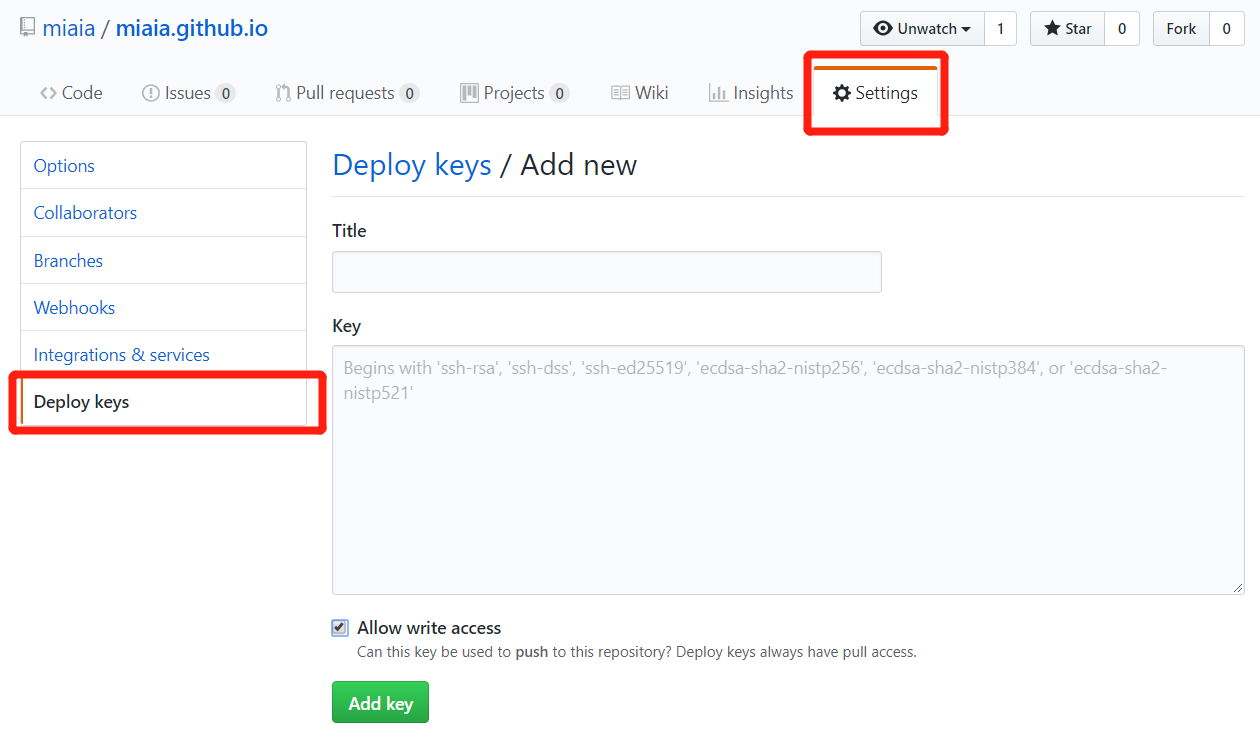 miaia / miaia.github.io
Unwatch 1 Star 0 Fork 0
Code Issues 0 Pull requests 0 Projects 0 Wiki Insights Settings
Options
Collaborators
Branches
Webhooks
Integrations & services
Deploy keys
Deploy keys / Add new
Title
Key
Begins with 'ssh-rsa', 'ssh-dss', 'ssh-ed25519', 'ecdsa-sha2-nistp256', 'ecdsa-sha2-nistp384', or 'ecdsa-sha2-
nistp521'
Allow write access
Can this key be used to push to this repository? Deploy keys always have pull access.
Add key